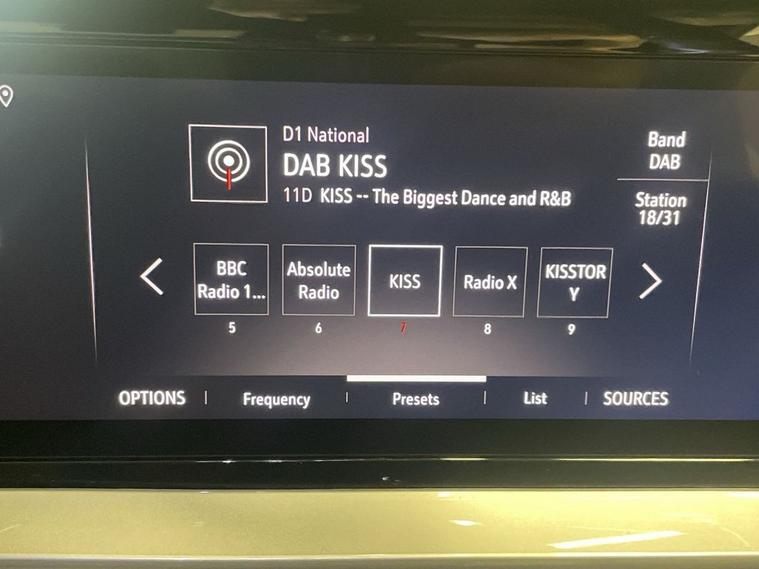 D1 National
DAB KISS
11D KISS -- The Biggest Dance and R&B
Band
DAB
Station
18/31
BBC
Radio 1...
5
Absolute
Radio
6
KISS
7
Radio X
8
KISSTOR
Y
9
OPTIONS
Frequency
Presets
List
SOURCES